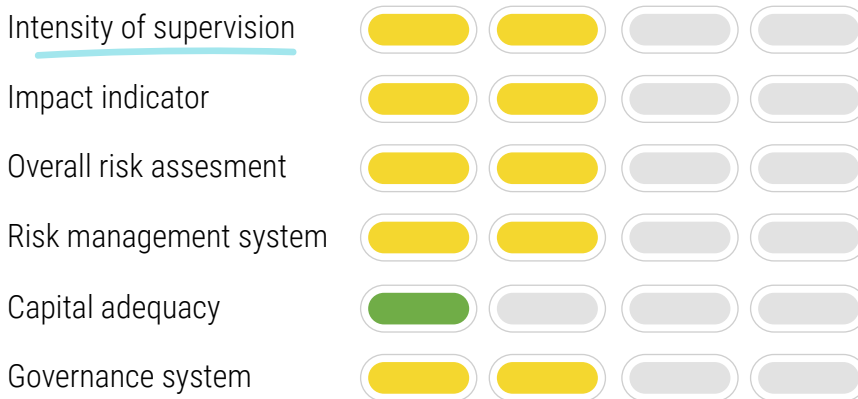 Intensity of supervision
Impact indicator
Overall risk assesment
Risk management system
Capital adequacy
Governance system